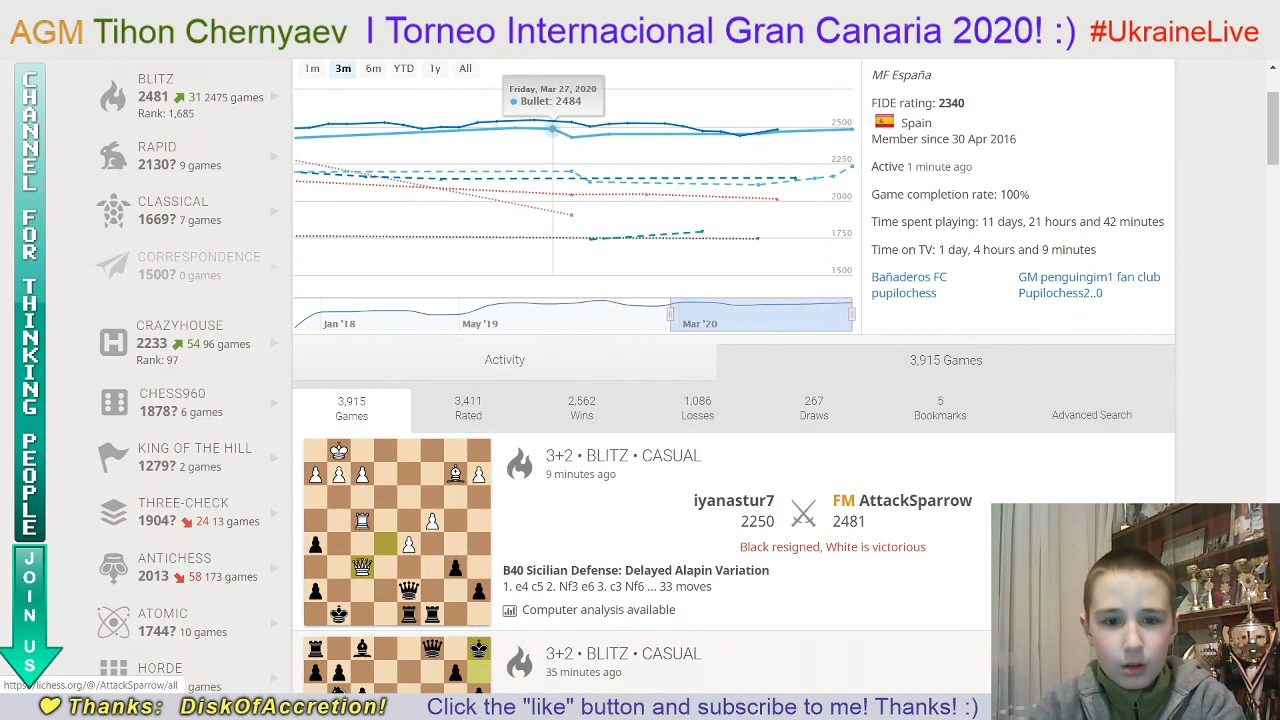 AGM Tihon Chernyaev I Torneo Internacional Gran Canaria 2020! :) #UkraineLive
CHANNEL FOR THINKING PEOPLE
JOIN US
BLITZ
2481 31 2475 games
Rank: 1,685
RAPID
2130? 9 games
CLASSICAL
1669? 7 games
CORRESPONDENCE
1500? 0 games
CRAZYHOUSE
2233 54 96 games
Rank: 97
CHESS960
1878? 6 games
KING OF THE HILL
1279? 2 games
THREE-CHECK
1904? 24 13 games
ANTICHESS
2013 58 173 games
ATOMIC
1744? 10 games
HORDE
games
https://lichess.org/@/AttackSparrow/all
1m 3m 6m YTD 1y All
Friday, Mar 27, 2020
Bullet: 2484
2500
2250
2000
1750
1500
Jan '18 May '19 Mar '20
MF España
FIDE rating: 2340
Spain
Member since 30 Apr 2016
Active 1 minute ago
Game completion rate: 100%
Time spent playing: 11 days, 21 hours and 42 minutes
Time on TV: 1 day, 4 hours and 9 minutes
Bañaderos FC GM penguingim1 fan club
pupilochess Pupilochess2..0
Activity 3,915 Games
3,915 3,411 2,562 1,086 267 5
Games Rated Wins Losses Draws Bookmarks Advanced Search
3+2 • BLITZ • CASUAL
9 minutes ago
iyanastur7 FM AttackSparrow
2250 2481
Black resigned, White is victorious
B40 Sicilian Defense: Delayed Alapin Variation
1. e4 c5 2. Nf3 e6 3. c3 Nf6 ... 33 moves
Computer analysis available
3+2 • BLITZ • CASUAL
35 minutes ago
Thanks: DiskOfAccretion! Click the "like" button and subscribe to me! Thanks! :)